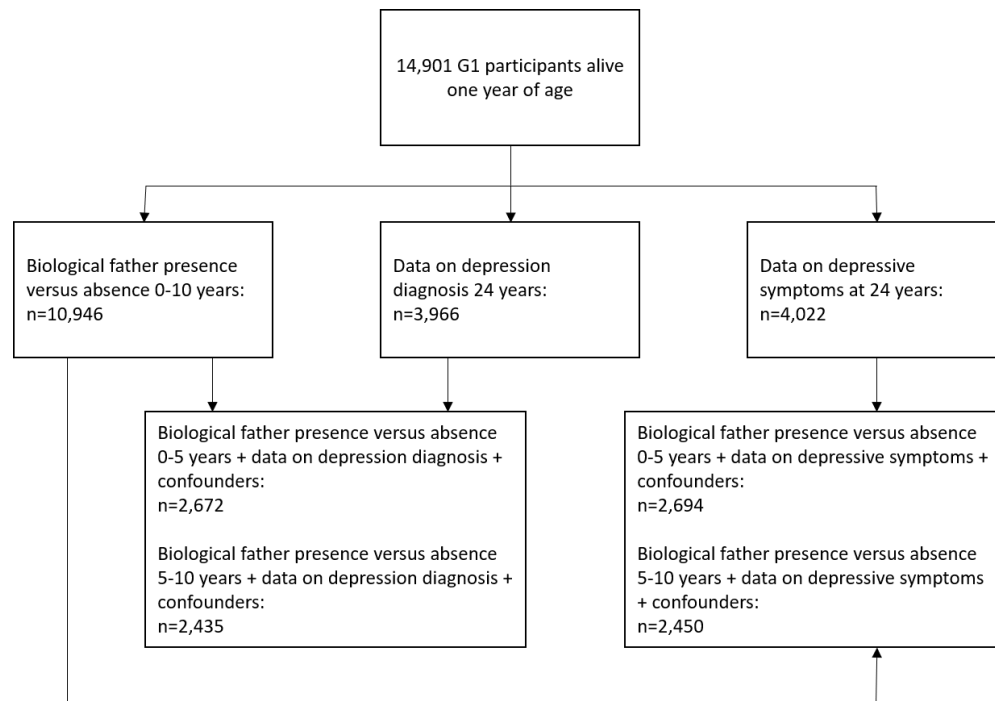 14,901 G1 participants alive
one year of age
Biological father presence
versus absence 0-10 years:
n=10,946
Data on depression
diagnosis 24 years:
n=3,966
Data on depressive
symptoms at 24 years:
n=4,022
Biological father presence versus absence
0-5 years + data on depression diagnosis +
confounders:
n=2,672
Biological father presence versus absence
5-10 years + data on depression diagnosis +
confounders:
n=2,435
Biological father presence versus absence
0-5 years + data on depressive symptoms +
confounders:
n=2,694
Biological father presence versus absence
5-10 years + data on depressive symptoms
+ confounders:
n=2,450